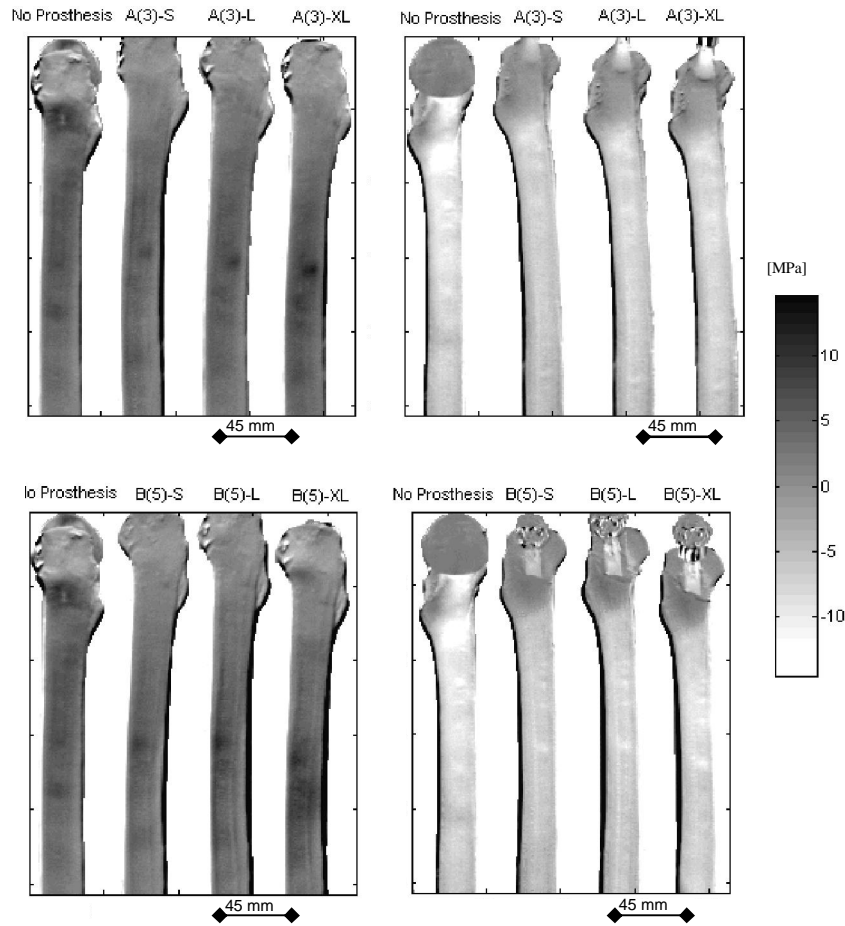 No Prosthesis A(3)-S A(3)-L A(3)-XL
No Prosthesis A(3)-S A(3)-L A(3)-XL
45 mm
45 mm
[MPa]
10
5
0
-5
-10
lo Prosthesis B(5)-S B(5)-L B(5)-XL
No Prosthesis B(5)-S B(5)-L B(5)-XL
45 mm
45 mm